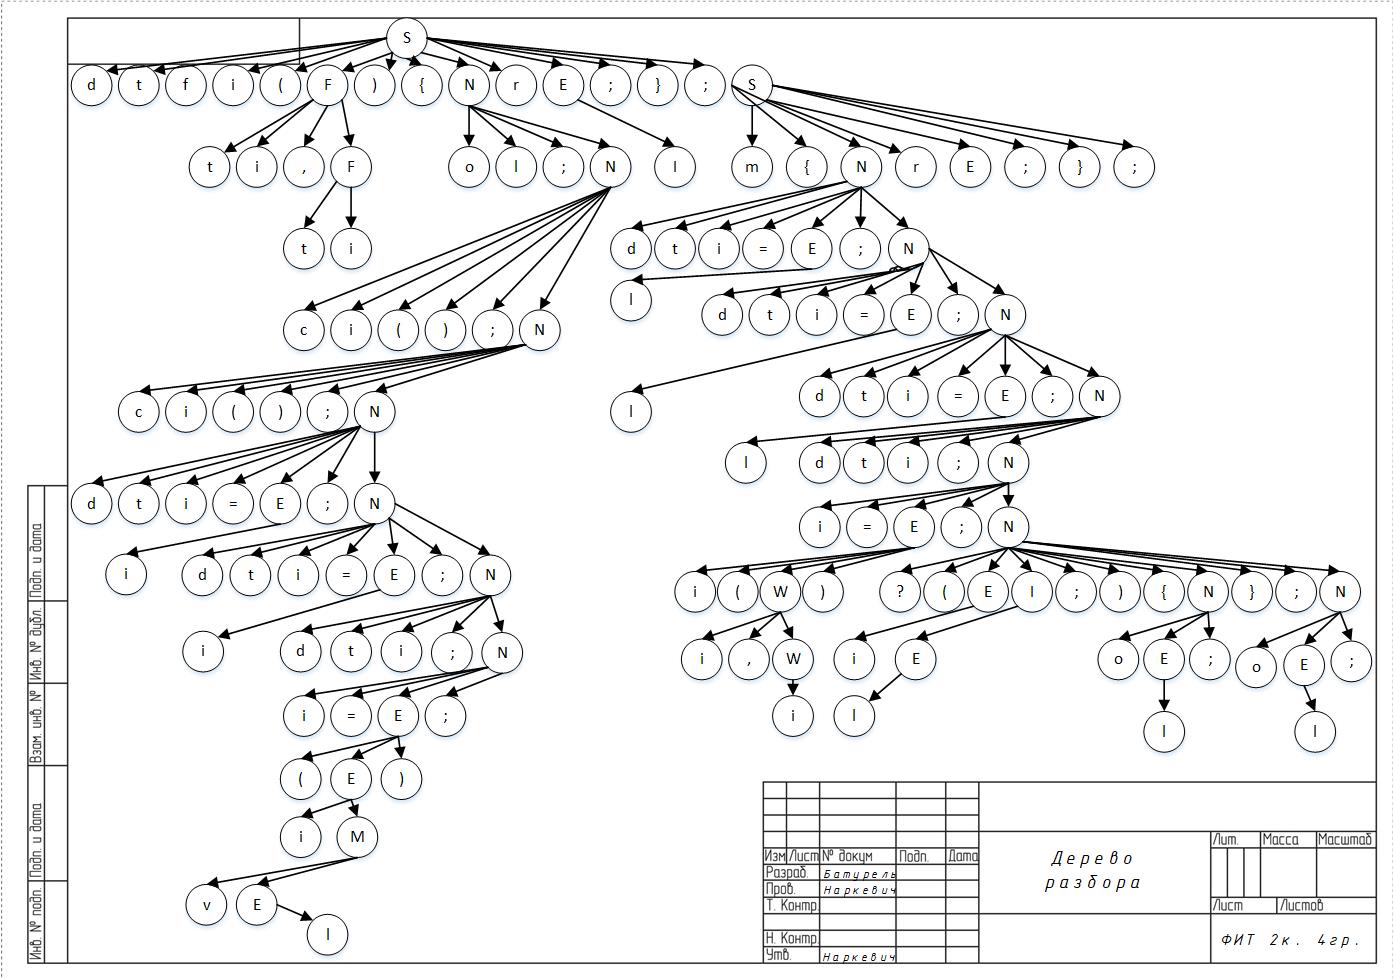 S
d t f i ( F ) { N r E ; } ; S
t i , F o l ; N l m { N r E ; } ;
t i d t i = E ; N
l d t i = E ; N
c i ( ) ; N
l d t i = E ; N
c i ( ) ; N
l d t i ; N
d t i = E ; N i = E ; N
i d t i = E ; N i ( W ) ? ( E l ; ) { N } ; N
i d t i ; N i , W i E o E ; o E ;
i = E ; i l l l
( E )
i M
v E
l
Подп. и дата
Инв. № дубл.
Взам. инв. №
Подп. и дата
Инв. № подп.
Изм Лист № докум Подп. Дата
Разраб. Батурель
Пров. Наркевич
Т. Контр.
Н. Контр.
Утв. Наркевич
Дерево
разбора
Лит. Масса Масштаб
Лист Листов
ФИТ 2к. 4гр.